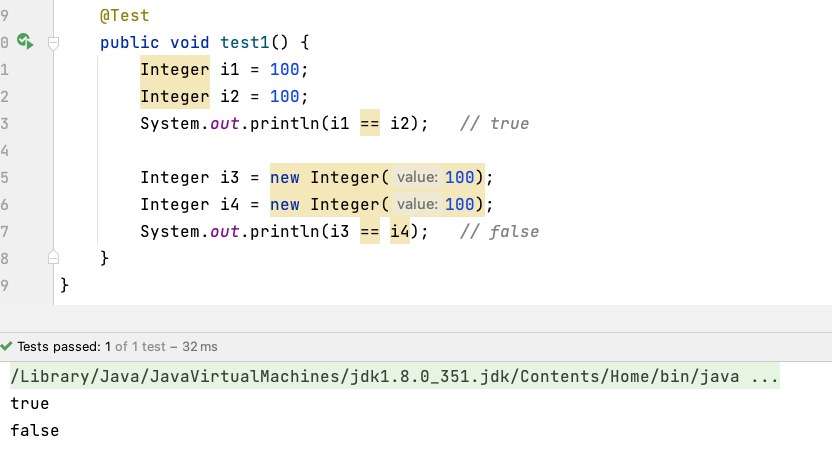 9 @Test
0 public void test1() {
1 Integer i1 = 100;
2 Integer i2 = 100;
3 System.out.println(i1 == i2); // true
4
5 Integer i3 = new Integer( value: 100);
6 Integer i4 = new Integer( value: 100);
7 System.out.println(i3 == i4); // false
8 }
9 }
Tests passed: 1 of 1 test – 32 ms
/Library/Java/JavaVirtualMachines/jdk1.8.0_351.jdk/Contents/Home/bin/java ...
true
false